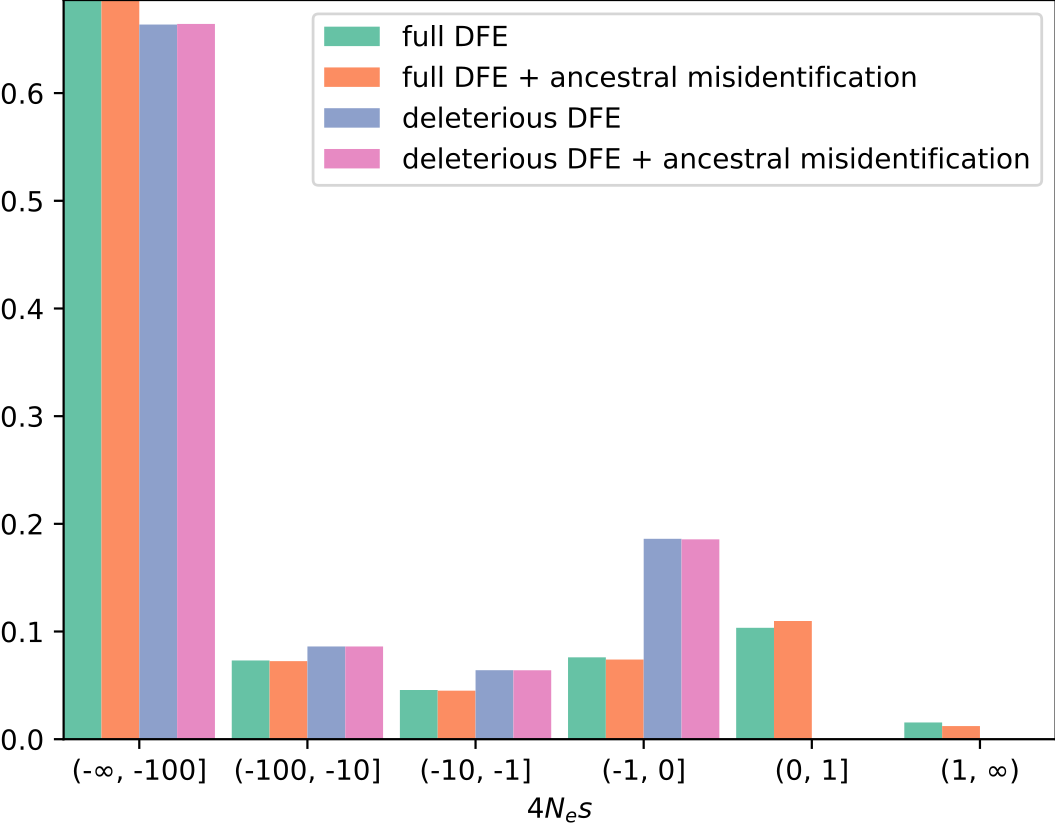 full DFE
full DFE + ancestral misidentification
deleterious DFE
deleterious DFE + ancestral misidentification
0.6
0.5
0.4
0.3
0.2
0.1
0.0
(-∞, -100] (-100, -10] (-10, -1] (-1, 0] (0, 1] (1, ∞)
4Nₑs